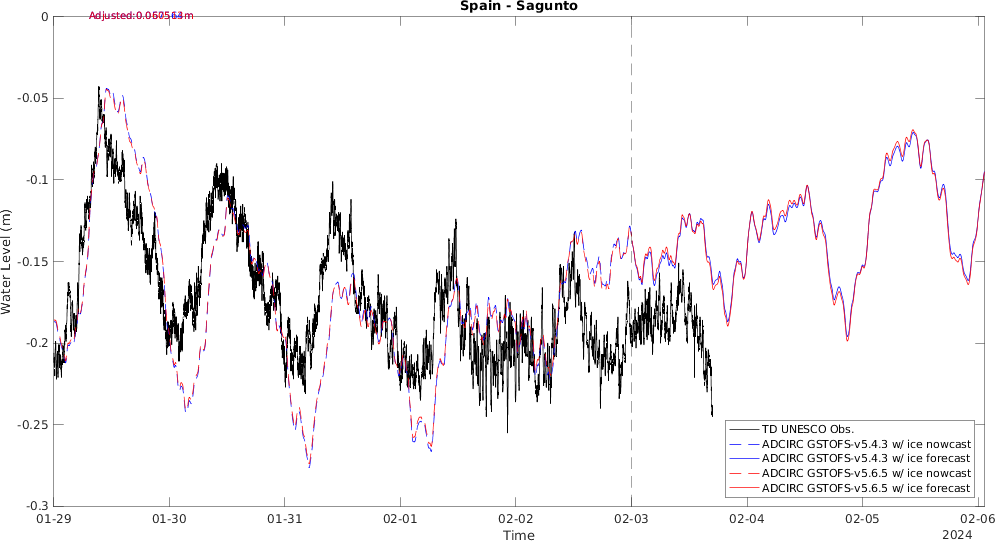 Spain - Sagunto
Adjusted:0.
0
-0.05
-0.1
-0.15
-0.2
-0.25
-0.3
Water Level (m)
01-29 01-30 01-31 02-01 02-02 02-03 02-04 02-05 02-06
Time
2024
TD UNESCO Obs.
ADCIRC GSTOFS-v5.4.3 w/ ice nowcast
ADCIRC GSTOFS-v5.4.3 w/ ice forecast
ADCIRC GSTOFS-v5.6.5 w/ ice nowcast
ADCIRC GSTOFS-v5.6.5 w/ ice forecast